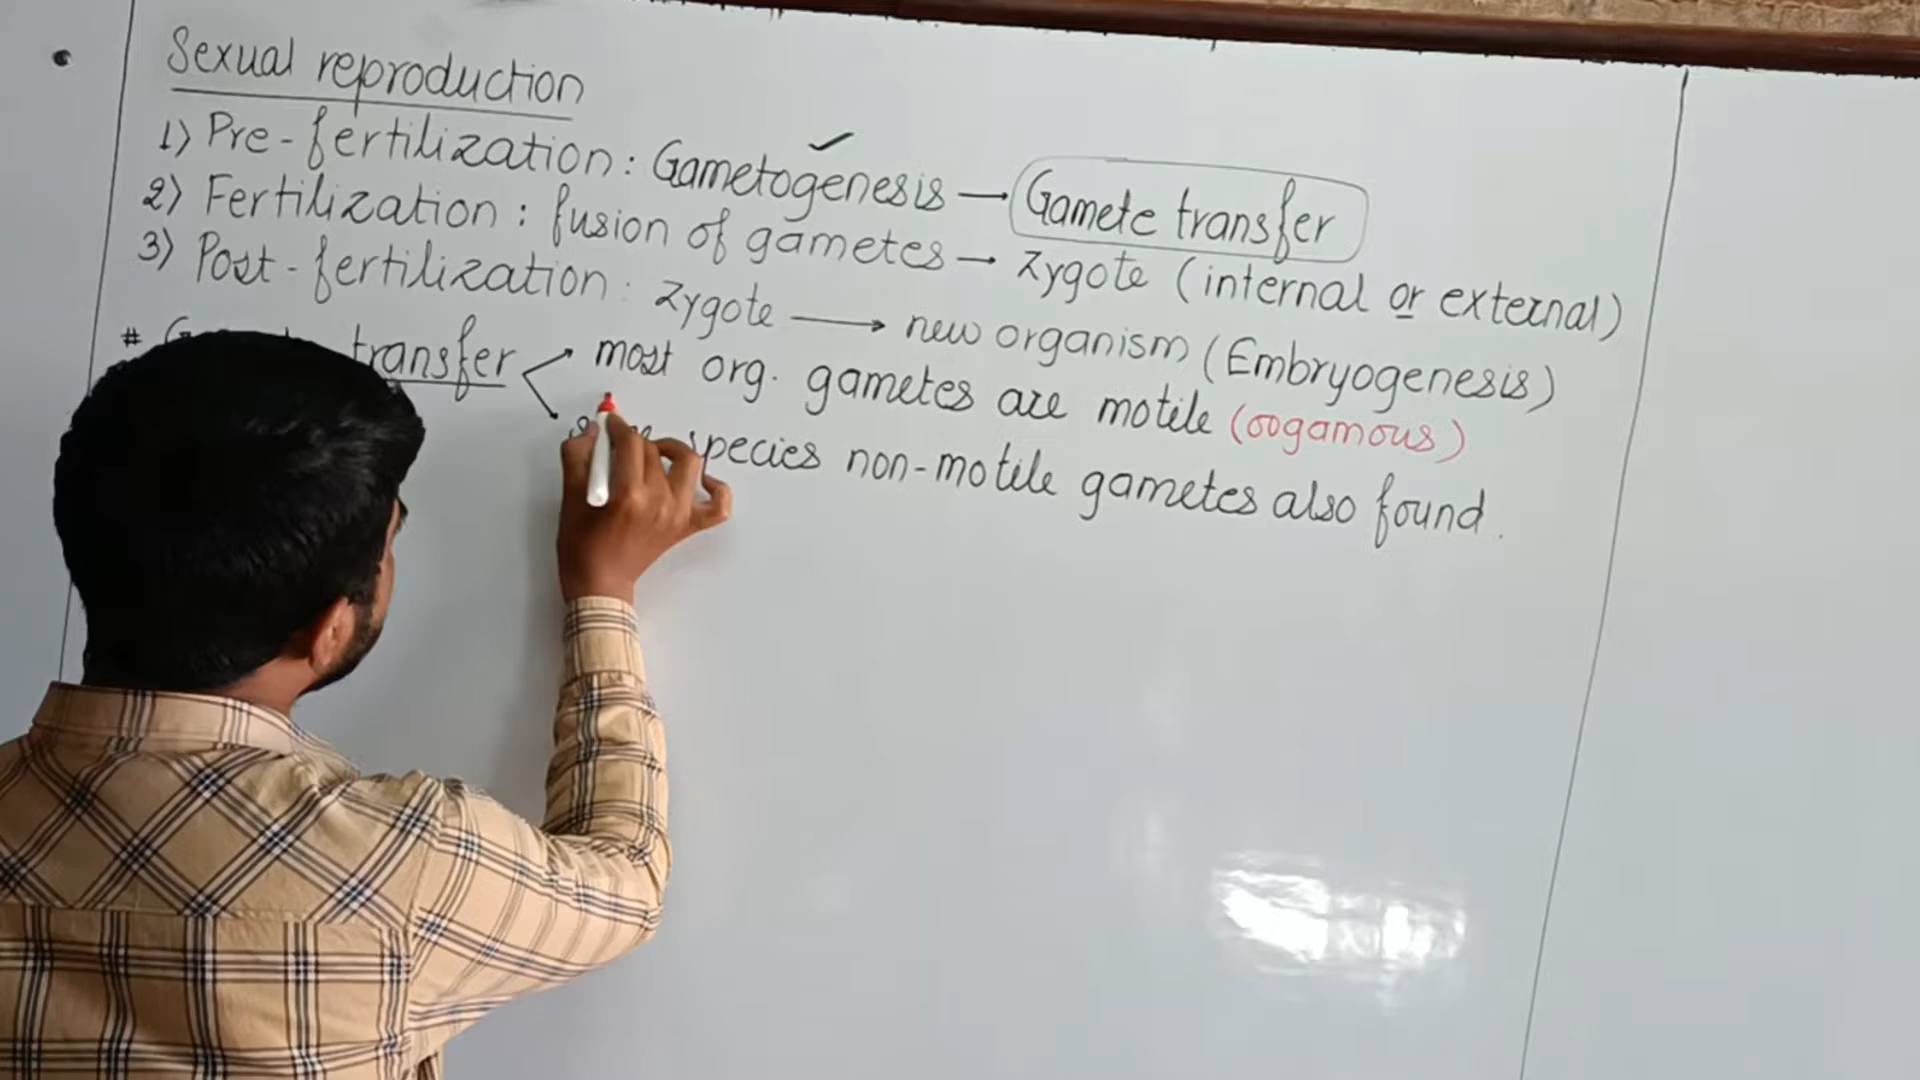 Sexual reproduction
1) Pre-fertilization: Gametogenesis → Gamete transfer
2) Fertilization: fusion of gametes → zygote (internal or external)
3) Post-fertilization: zygote → new organism (Embryogenesis)
# transfer → most org. gametes are motile (oogamous)
species non-motile gametes also found.